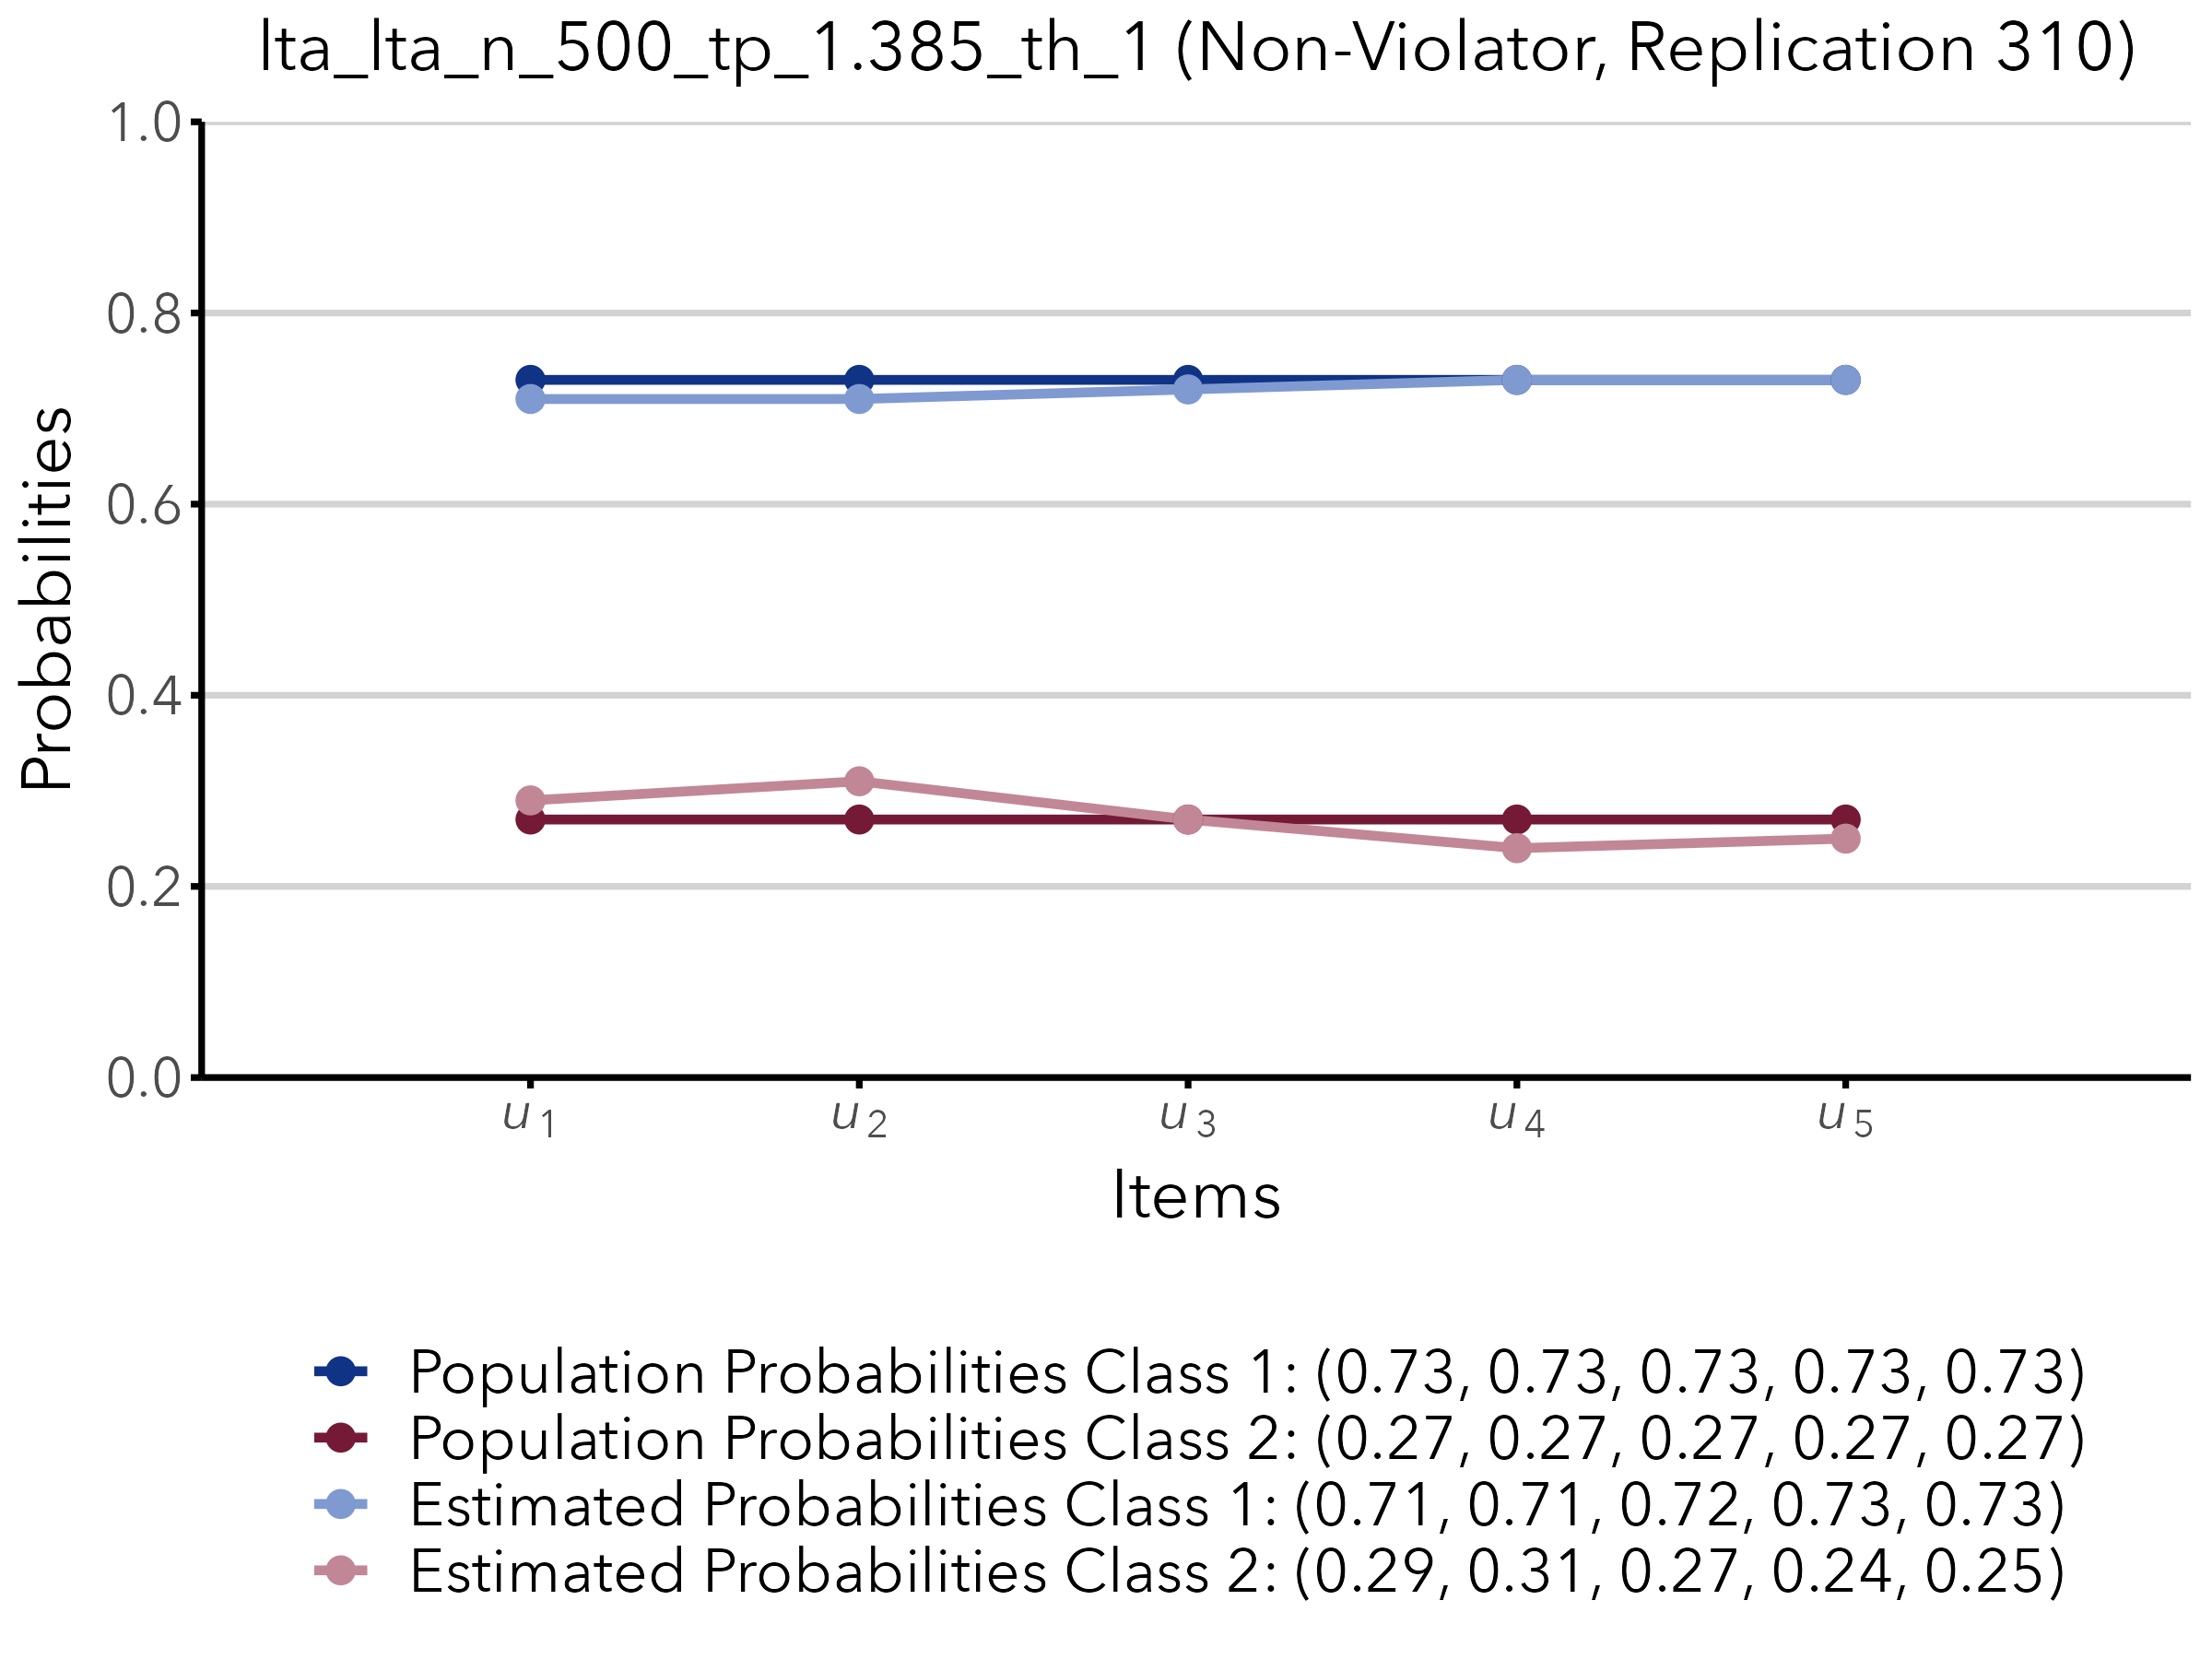 lta_lta_n_500_tp_1.385_th_1 (Non-Violator, Replication 310)
1.0
0.8
0.6
0.4
0.2
0.0
Probabilities
u1 u2 u3 u4 u5
Items
Population Probabilities Class 1: (0.73, 0.73, 0.73, 0.73, 0.73)
Population Probabilities Class 2: (0.27, 0.27, 0.27, 0.27, 0.27)
Estimated Probabilities Class 1: (0.71, 0.71, 0.72, 0.73, 0.73)
Estimated Probabilities Class 2: (0.29, 0.31, 0.27, 0.24, 0.25)